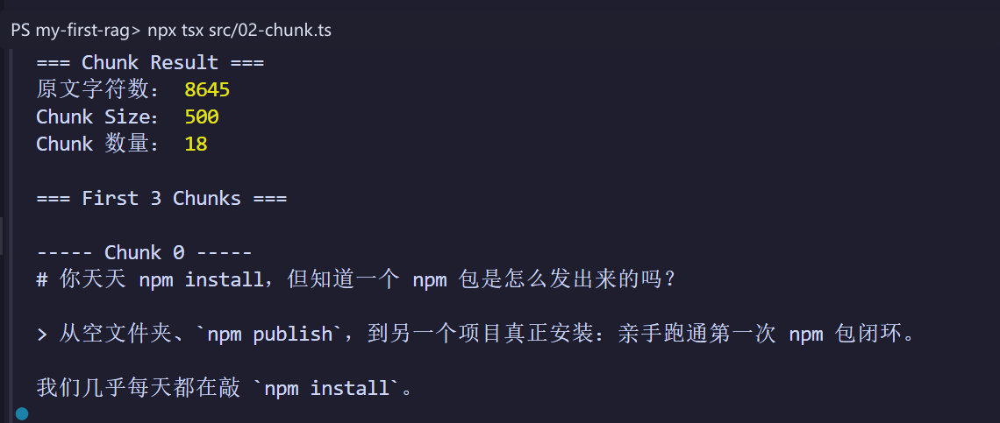 PS my-first-rag> npx tsx src/02-chunk.ts
=== Chunk Result ===
原文字符数： 8645
Chunk Size： 500
Chunk 数量： 18
=== First 3 Chunks ===
----- Chunk 0 -----
# 你天天 npm install，但知道一个 npm 包是怎么发出来的吗？
> 从空文件夹、`npm publish`，到另一个项目真正安装：亲手跑通第一次 npm 包闭环。
我们几乎每天都在敲 `npm install`。